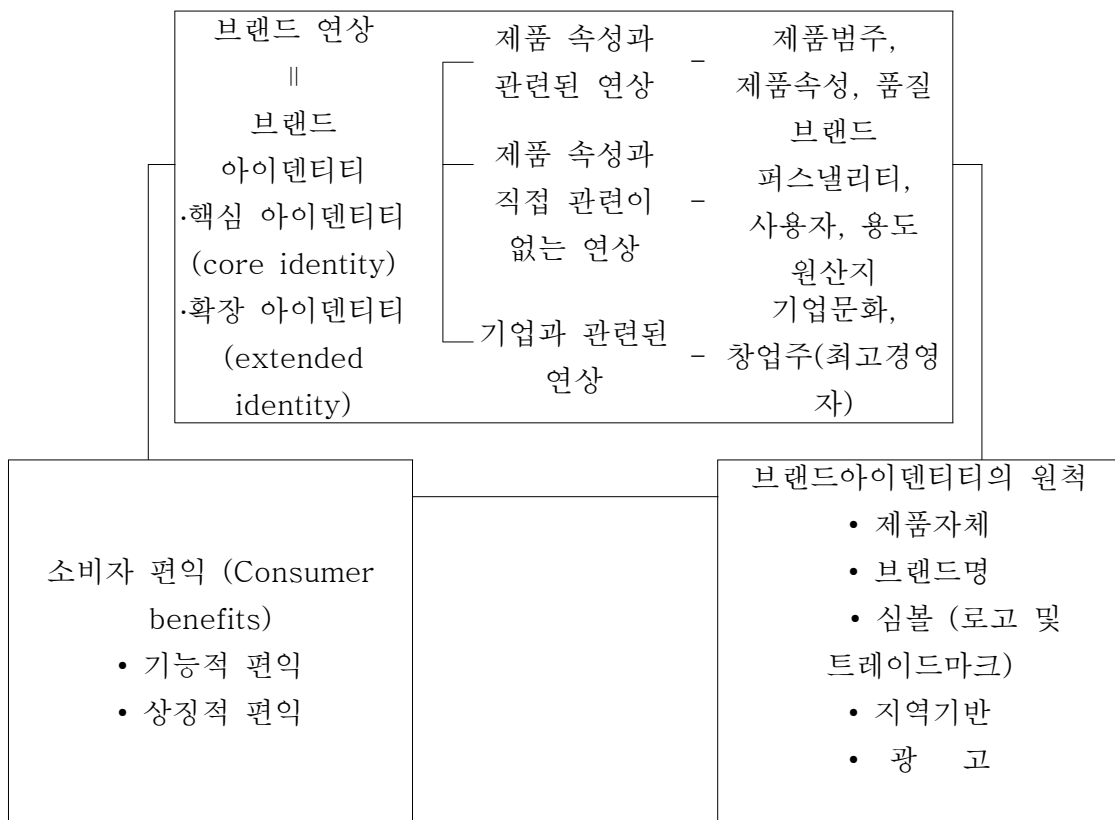 브랜드 연상
॥
브랜드
아이덴티티
·핵심 아이덴티티
(core identity)
·확장 아이덴티티
(extended
identity)
제품 속성과
관련된 연상
–
제품범주,
제품속성, 품질
제품 속성과
직접 관련이
없는 연상
–
브랜드
퍼스낼리티,
사용자, 용도
원산지
기업과 관련된
연상
–
기업문화,
창업주(최고경영
자)
소비자 편익 (Consumer
benefits)
• 기능적 편익
• 상징적 편익
브랜드아이덴티티의 원척
• 제품자체
• 브랜드명
• 심볼 (로고 및
트레이드마크)
• 지역기반
• 광 고